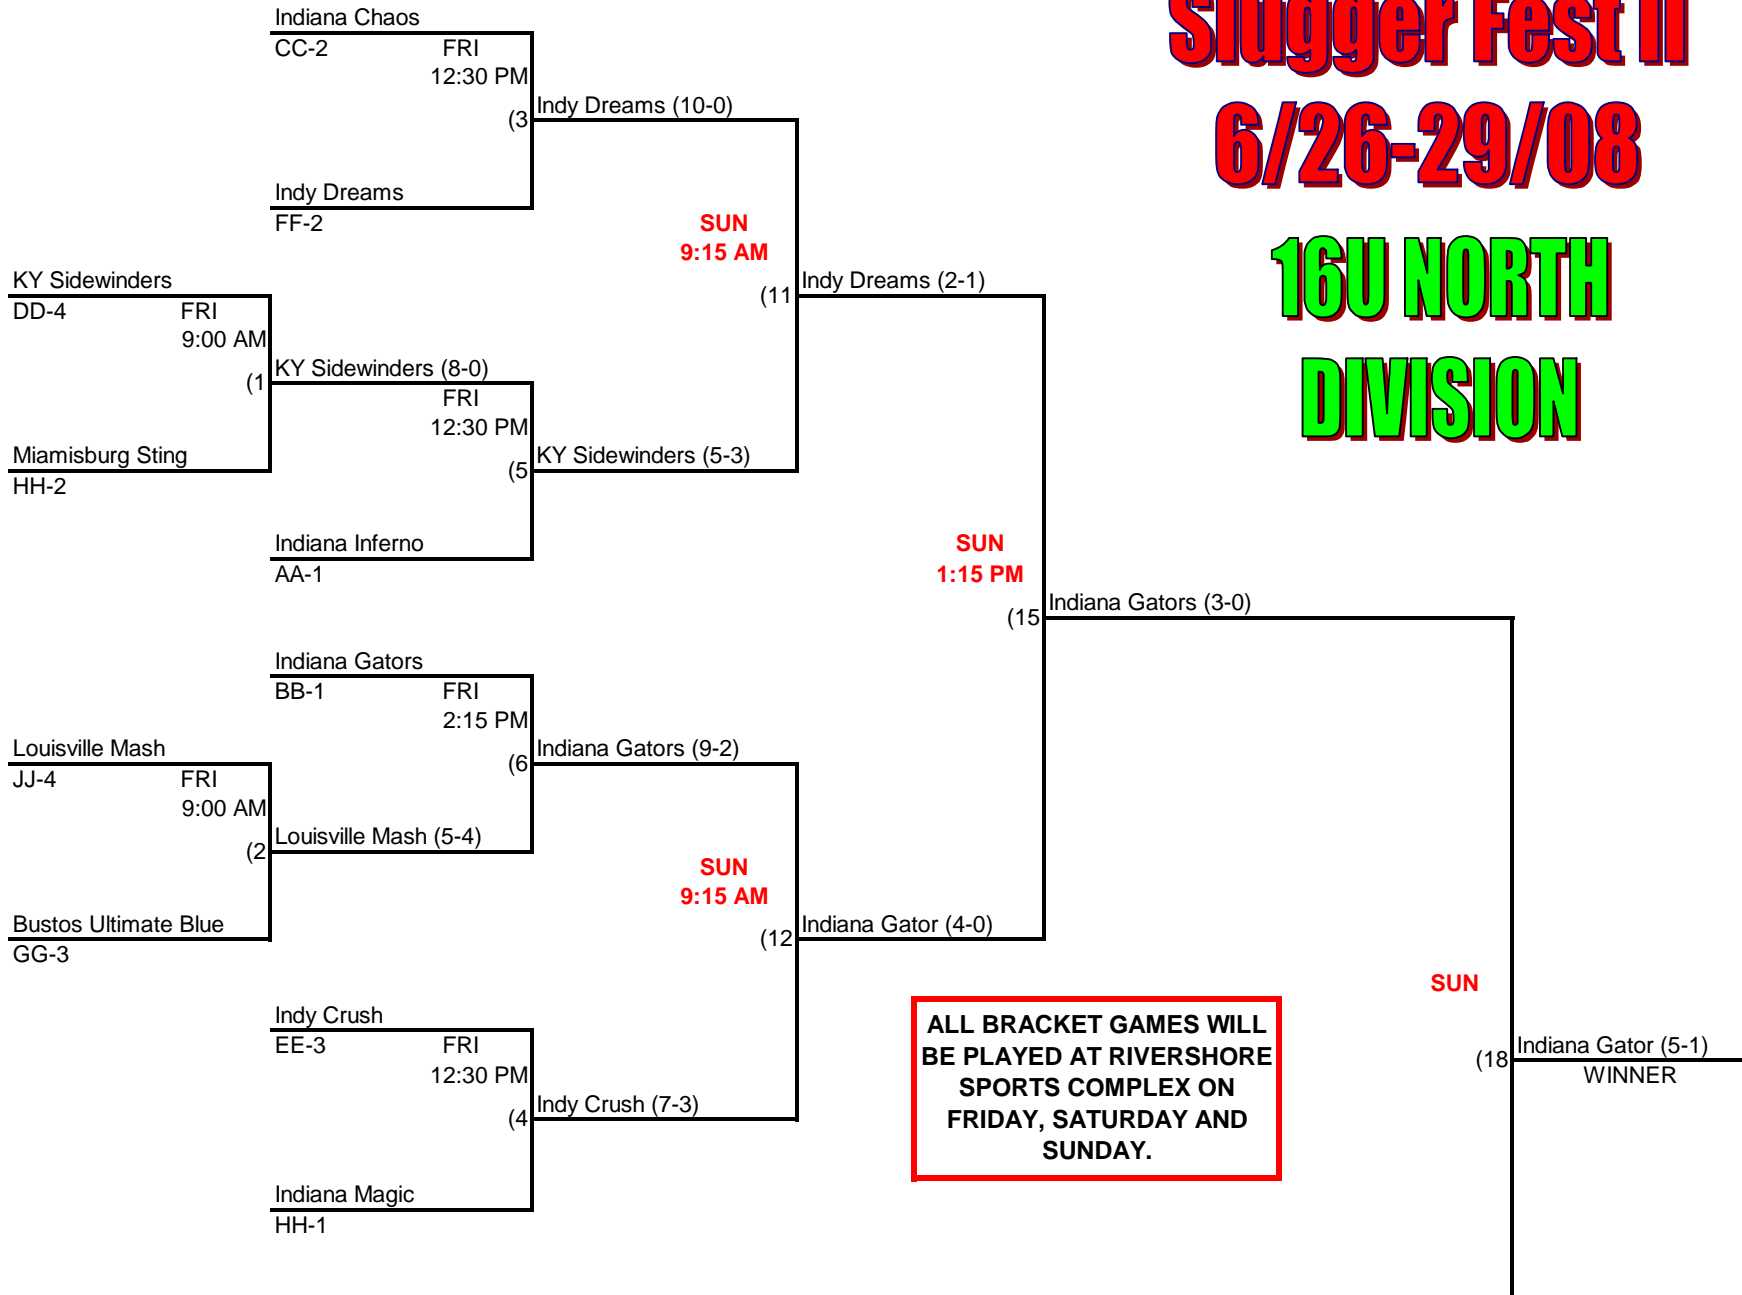 Slugger Fest II
6/26-29/08
16U NORTH
DIVISION
Indiana Chaos
CC-2 FRI
12:30 PM
(3 Indy Dreams (10-0)
Indy Dreams
FF-2
SUN
9:15 AM
KY Sidewinders
DD-4 FRI
9:00 AM
(1 KY Sidewinders (8-0)
FRI
12:30 PM
Miamisburg Sting
HH-2
(5 KY Sidewinders (5-3)
Indiana Inferno
AA-1
(11 Indy Dreams (2-1)
SUN
1:15 PM
(15 Indiana Gators (3-0)
Indiana Gators
BB-1 FRI
2:15 PM
(6 Indiana Gators (9-2)
Louisville Mash
JJ-4 FRI
9:00 AM
(2 Louisville Mash (5-4)
Bustos Ultimate Blue
GG-3
SUN
9:15 AM
(12 Indiana Gator (4-0)
Indy Crush
EE-3 FRI
12:30 PM
(4 Indy Crush (7-3)
Indiana Magic
HH-1
ALL BRACKET GAMES WILL
BE PLAYED AT RIVERSHORE
SPORTS COMPLEX ON
FRIDAY, SATURDAY AND
SUNDAY.
SUN
(18 Indiana Gator (5-1)
WINNER